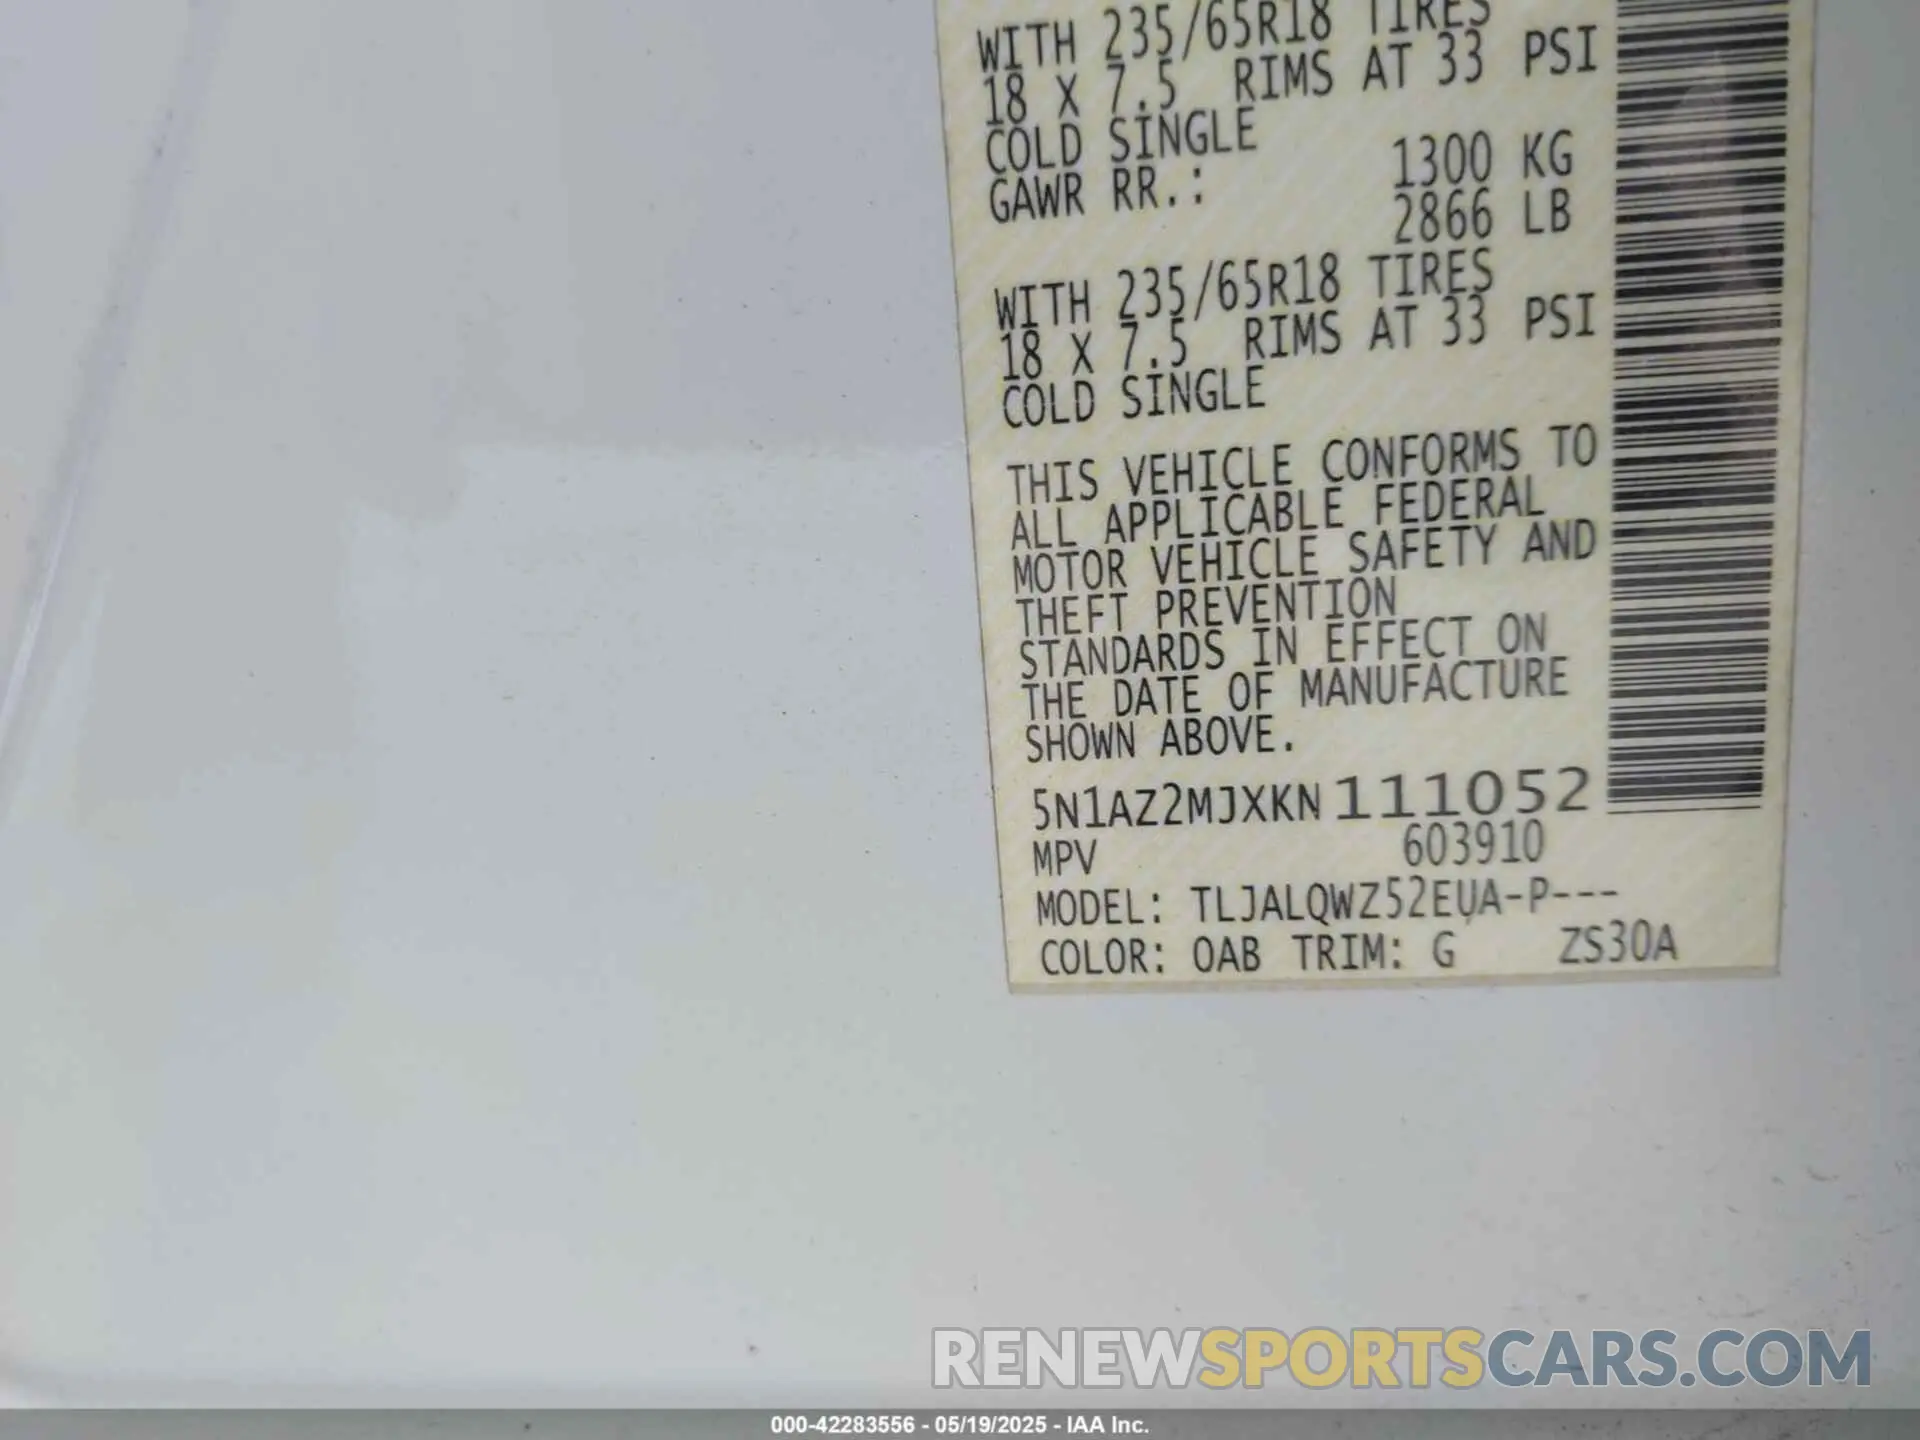 WITH 235/65R18 TIRES
18 X 7.5 RIMS AT 33 PSI
COLD SINGLE
GAWR RR.: 1300 KG
2866 LB
WITH 235/65R18 TIRES
18 X 7.5 RIMS AT 33 PSI
COLD SINGLE
THIS VEHICLE CONFORMS TO
ALL APPLICABLE FEDERAL
MOTOR VEHICLE SAFETY AND
THEFT PREVENTION
STANDARDS IN EFFECT ON
THE DATE OF MANUFACTURE
SHOWN ABOVE.
5N1AZ2MJXKN111052
MPV 603910
MODEL: TLJALQWZ52EUA-P---
COLOR: QAB TRIM: G ZS30A
RENEWSPORTSCARS.COM
000-42283556 - 05/19/2025 - IAA Inc.